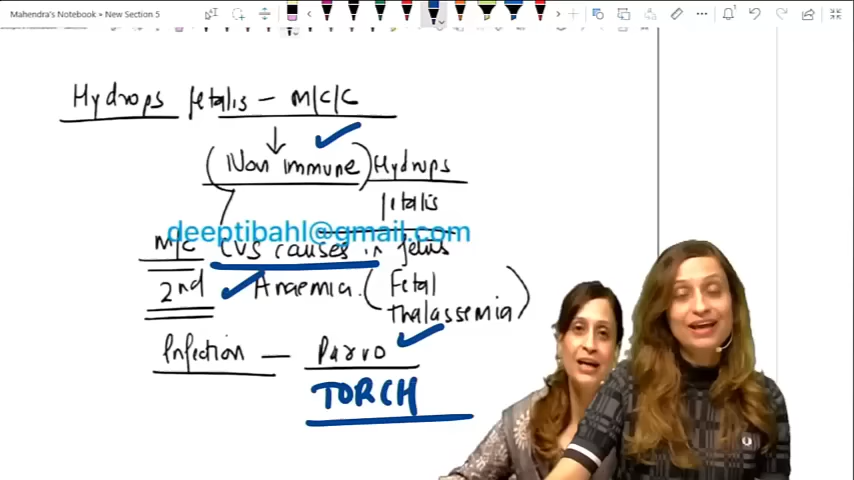 Mahendra's Notebook > New Section 5
Hydrops fetalis - M/C/C
(Non immune) Hydrops
fetalis
deeptibahl@gmail.com
M/C CVS causes in fetus
2nd Anaemia. (Fetal
Thalassemia)
Infection - Parvo
TORCH